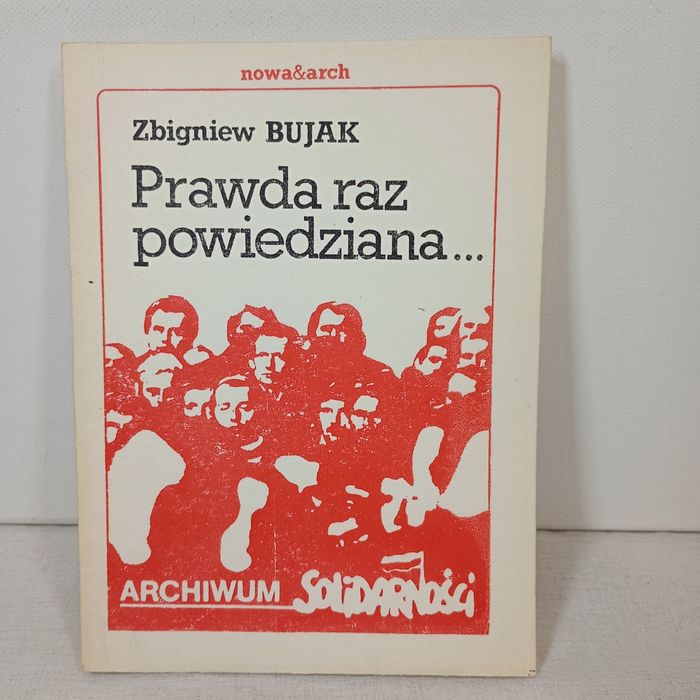 nowa&arch
Zbigniew BUJAK
Prawda raz
powiedziana...
ARCHIWUM SOLiDARNOŚCi